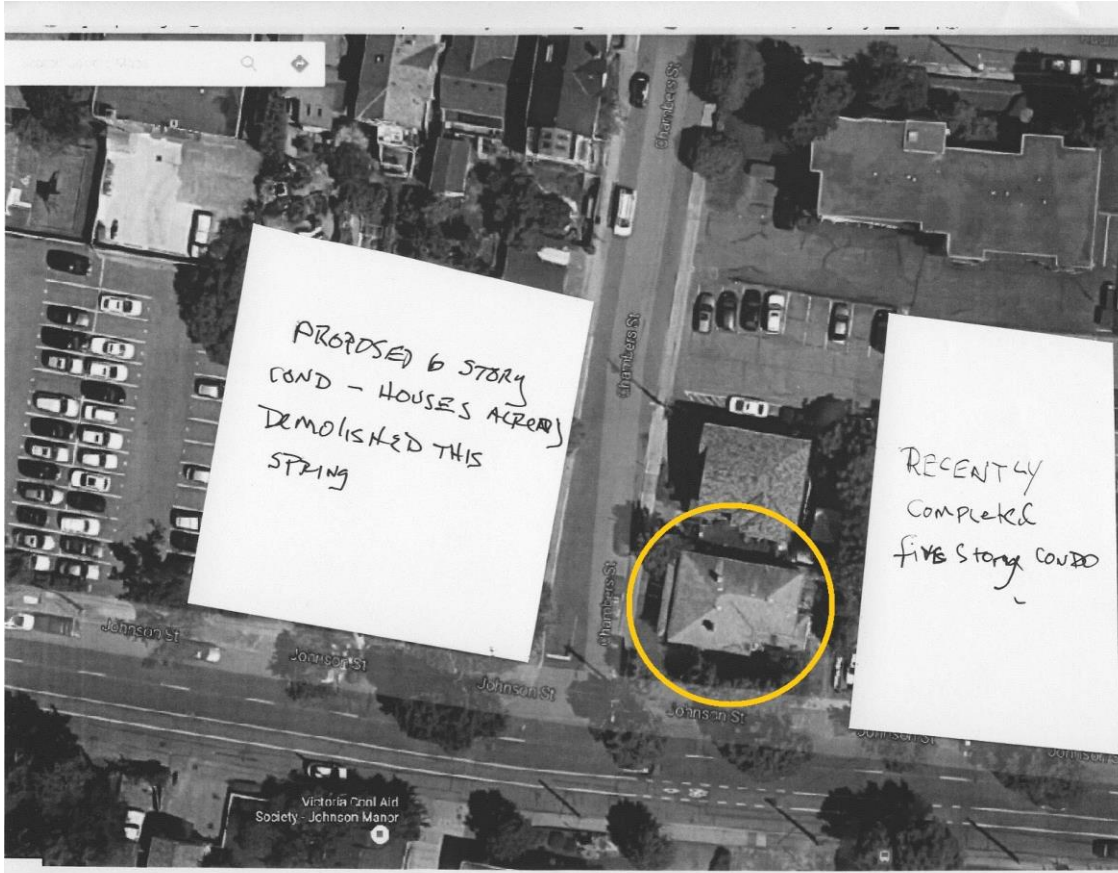 Chambers St
Chambers St
PROPOSED 6 STORY
COND - HOUSES ALREADY
DEMOLISHED THIS
SPRING
RECENTLY
Completed
five Story CONDO
Chambers St
Johnson St
Johnson St
Johnson St
Johnson St
Johnson St
Johnson S
Victoria Cool Aid
Society - Johnson Manor